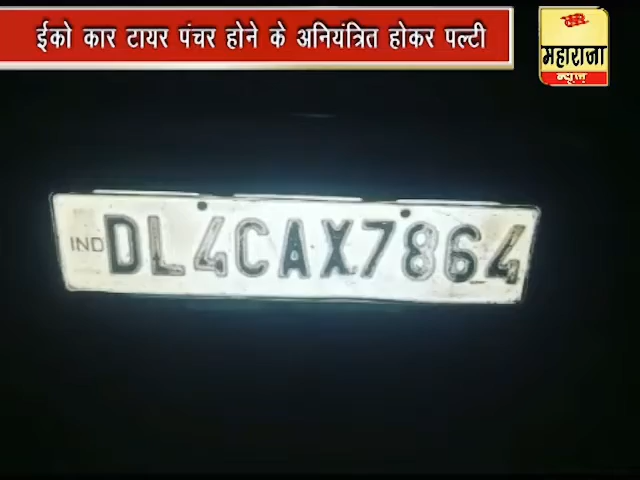 ईको कार टायर पंचर होने के अनियंत्रित होकर पल्टी
महाराजा
न्यूज़
IND DL4CAX7864